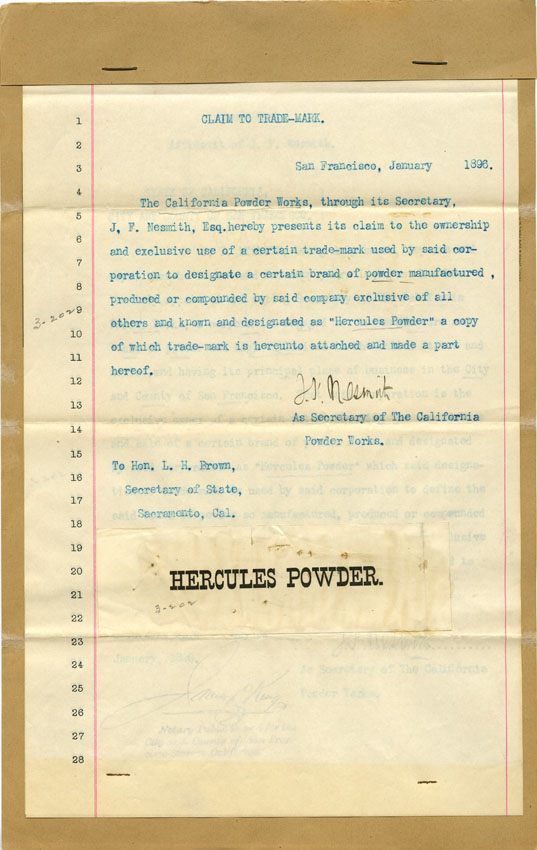 CLAIM TO TRADE-MARK.
San Francisco, January 1896.
The California Powder Works, through its Secretary,
J. F. Nesmith, Esq.hereby presents its claim to the ownership
and exclusive use of a certain trade-mark used by said cor-
poration to designate a certain brand of powder manufactured ,
produced or compounded by said company exclusive of all
others and known and designated as "Hercules Powder" a copy
of which trade-mark is hereunto attached and made a part
hereof.
J. F. Nesmith
As Secretary of The California
Powder Works.
To Hon. L. H. Brown,
Secretary of State,
Sacramento, Cal.
HERCULES POWDER.
3-202
3-202
1
2
3
4
5
6
7
8
9
10
11
12
13
14
15
16
17
18
19
20
21
22
23
24
25
26
27
28